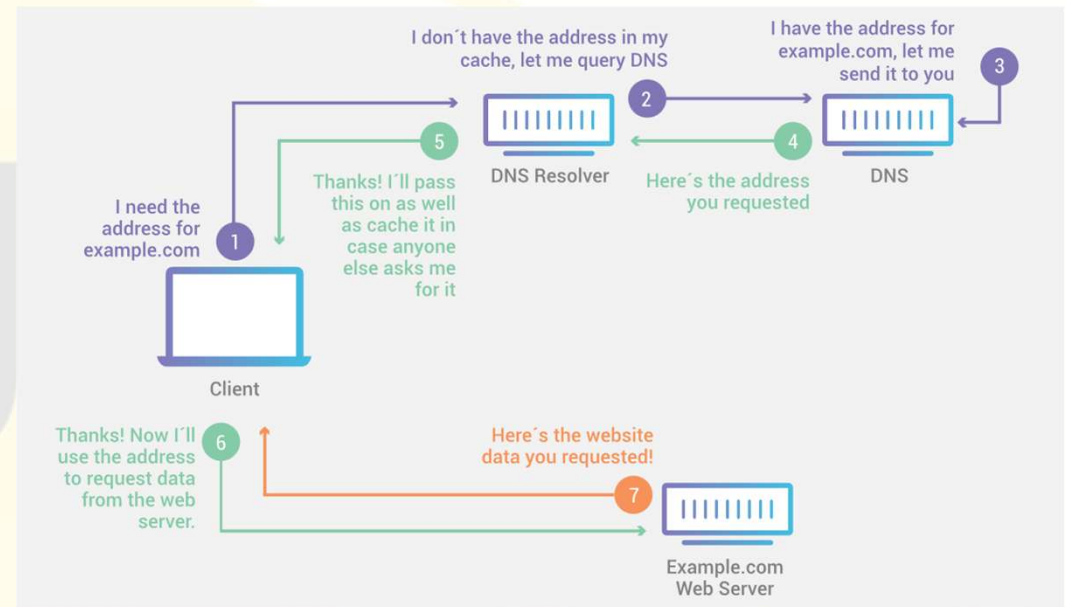 I don´t have the address in my
cache, let me query DNS
2
I have the address for
example.com, let me
send it to you
3
DNS Resolver
DNS
5
Thanks! I´ll pass
this on as well
as cache it in
case anyone
else asks me
for it
4
Here´s the address
you requested
I need the
address for
example.com
1
Client
Thanks! Now I´ll
use the address
to request data
from the web
server.
6
Here´s the website
data you requested!
7
Example.com
Web Server